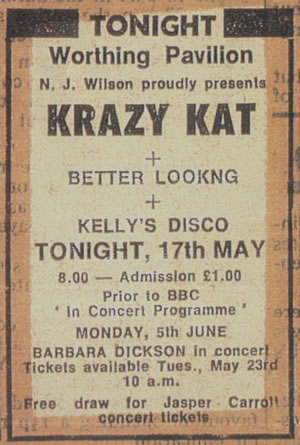 TONIGHT
Worthing Pavilion
N. J. Wilson proudly presents
KRAZY KAT
+
BETTER LOOKNG
+
KELLY'S DISCO
TONIGHT, 17th MAY
8.00 — Admission £1.00
Prior to BBC
' In Concert Programme '
MONDAY, 5th JUNE
BARBARA DICKSON in concert
Tickets available Tues., May 23rd
10 a.m.
Free draw for Jasper Carrott
concert tickets